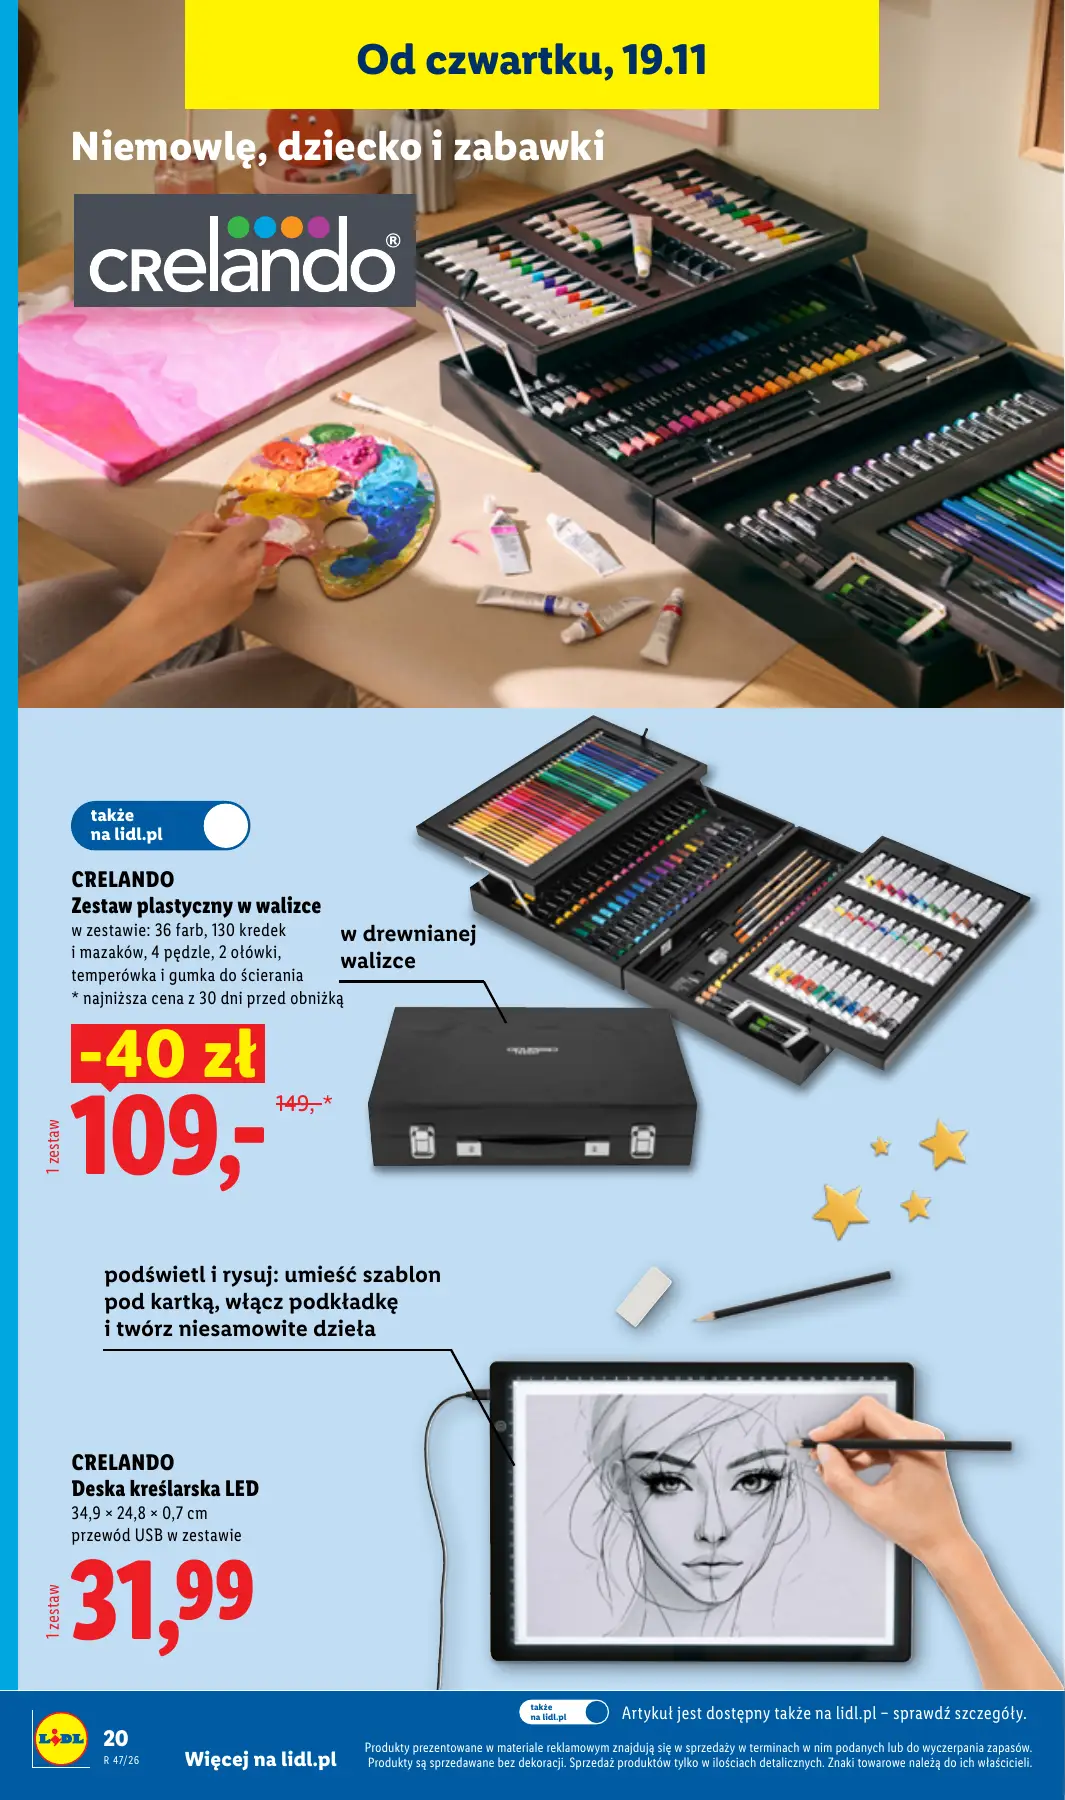 Od czwartku, 19.11
Niemowlę, dziecko i zabawki
crelando®
także
na lidl.pl
CRELANDO
Zestaw plastyczny w walizce
w zestawie: 36 farb, 130 kredek
i mazaków, 4 pędzle, 2 ołówki,
temperówka i gumka do ścierania
* najniższa cena z 30 dni przed obniżką
w drewnianej
walizce
-40 zł
149,-*
109,-
1 zestaw
crelando
podświetl i rysuj: umieść szablon
pod kartką, włącz podkładkę
i twórz niesamowite dzieła
CRELANDO
Deska kreślarska LED
34,9 × 24,8 × 0,7 cm
przewód USB w zestawie
31,99
1 zestaw
także
na lidl.pl
Artykuł jest dostępny także na lidl.pl – sprawdź szczegóły.
LIDL
20
R 47/26
Więcej na lidl.pl
Produkty prezentowane w materiale reklamowym znajdują się w sprzedaży w terminach w nim podanych lub do wyczerpania zapasów.
Produkty są sprzedawane bez dekoracji. Sprzedaż produktów tylko w ilościach detalicznych. Znaki towarowe należą do ich właścicieli.